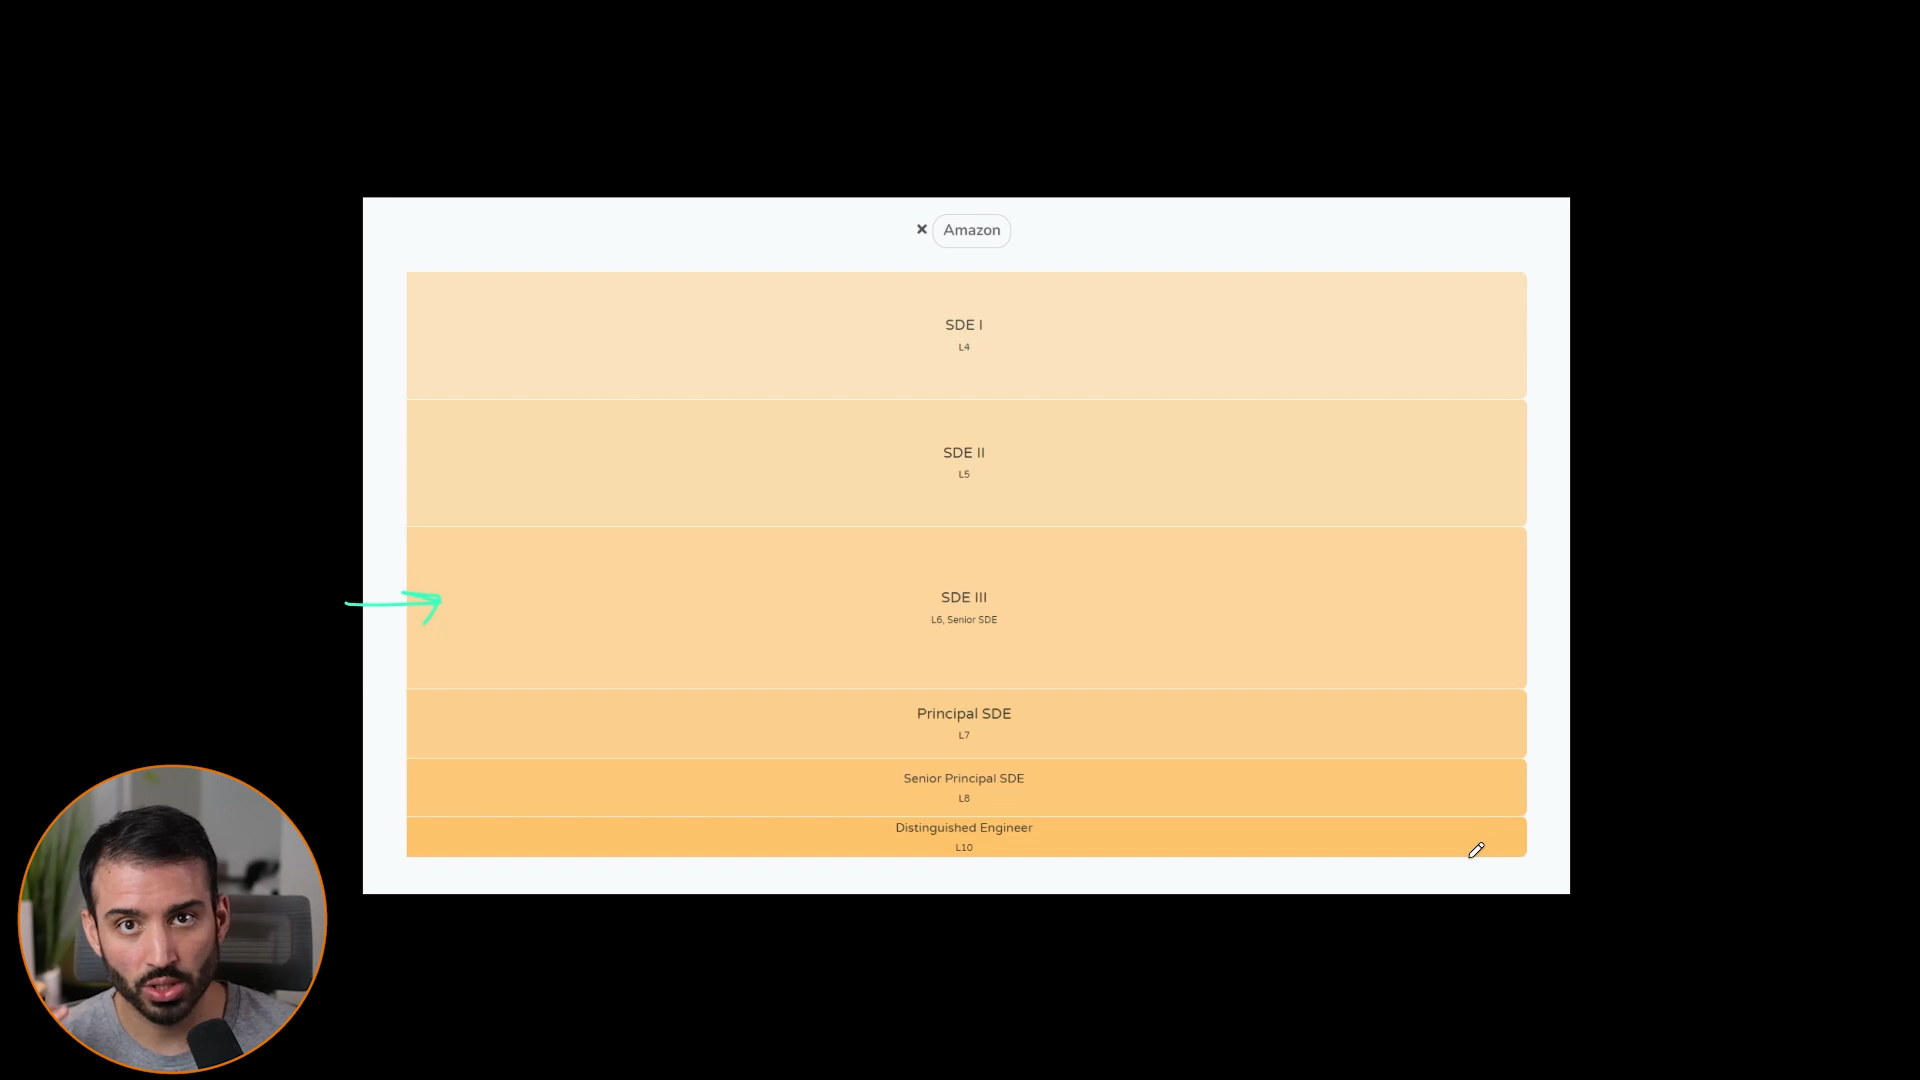 × Amazon
SDE I
L4
SDE II
L5
SDE III
L6, Senior SDE
Principal SDE
L7
Senior Principal SDE
L8
Distinguished Engineer
L10